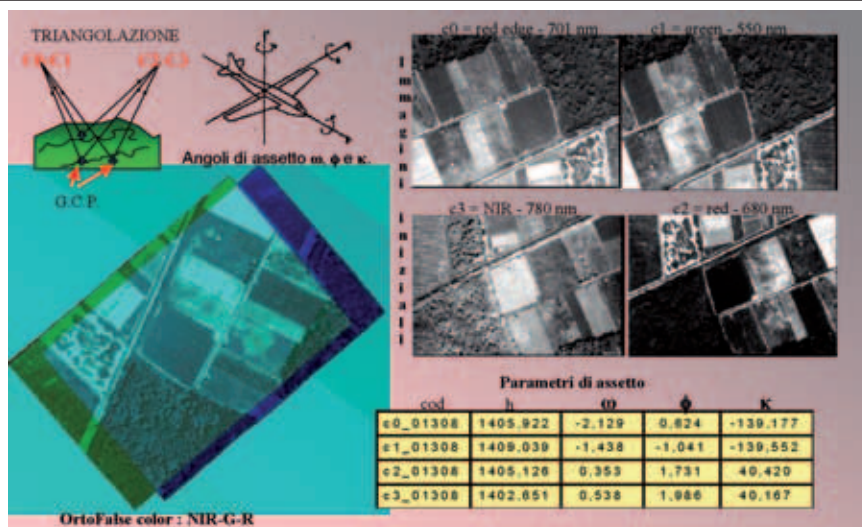 TRIANGOLAZIONE
Angoli di assetto ω, ϕ e κ.
G.C.P.
Immagini iniziali
c0 = red edge - 701 nm
c1 = green - 550 nm
c3 = NIR - 780 nm
c2 = red - 680 nm
Parametri di assetto
cod h ω ϕ κ
c0_01308 1405,922 -2,129 0,624 -139,177
c1_01308 1409,039 -1,438 -1,041 -139,552
c2_01308 1405,126 0,353 1,731 40,420
c3_01308 1402,651 0,538 1,986 40,167
OrtoFalse color : NIR-G-R